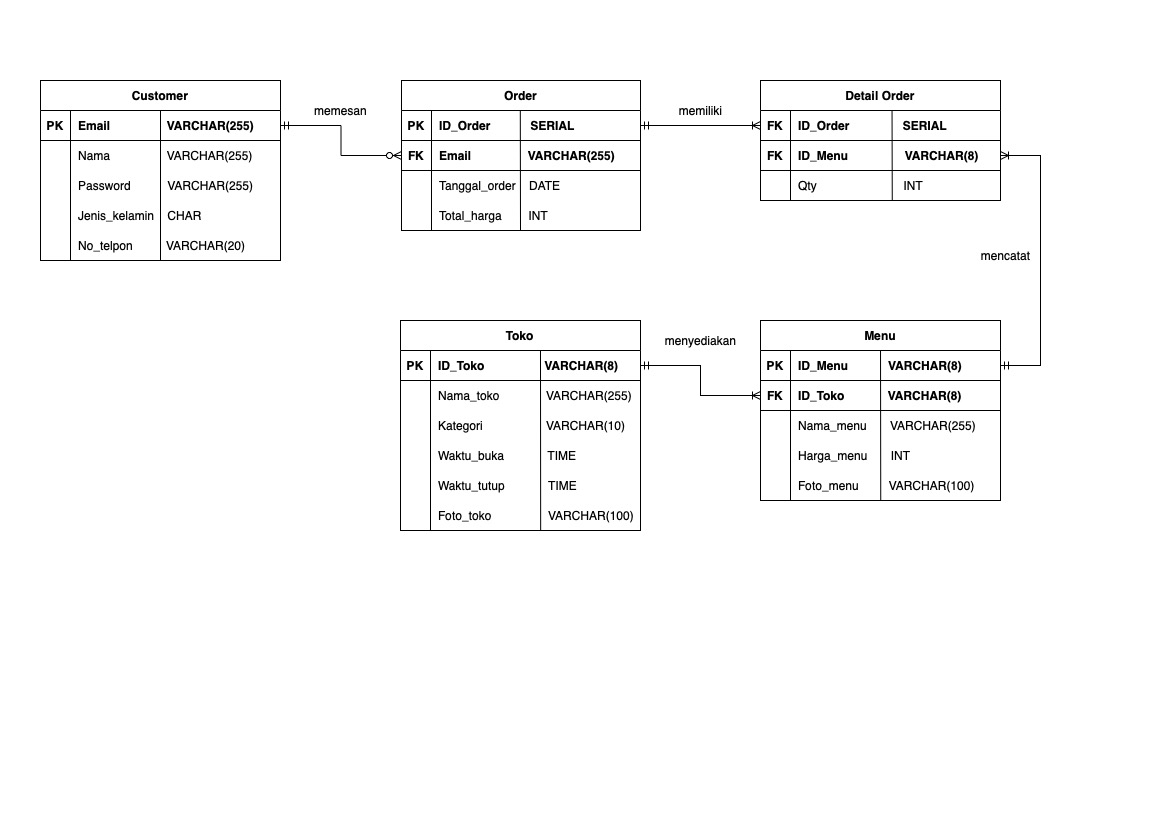 Customer
PK Email VARCHAR(255)
Nama VARCHAR(255)
Password VARCHAR(255)
Jenis_kelamin CHAR
No_telpon VARCHAR(20)
memesan
Order
PK ID_Order SERIAL
FK Email VARCHAR(255)
Tanggal_order DATE
Total_harga INT
memiliki
Detail Order
FK ID_Order SERIAL
FK ID_Menu VARCHAR(8)
Qty INT
mencatat
Toko
PK ID_Toko VARCHAR(8)
Nama_toko VARCHAR(255)
Kategori VARCHAR(10)
Waktu_buka TIME
Waktu_tutup TIME
Foto_toko VARCHAR(100)
menyediakan
Menu
PK ID_Menu VARCHAR(8)
FK ID_Toko VARCHAR(8)
Nama_menu VARCHAR(255)
Harga_menu INT
Foto_menu VARCHAR(100)